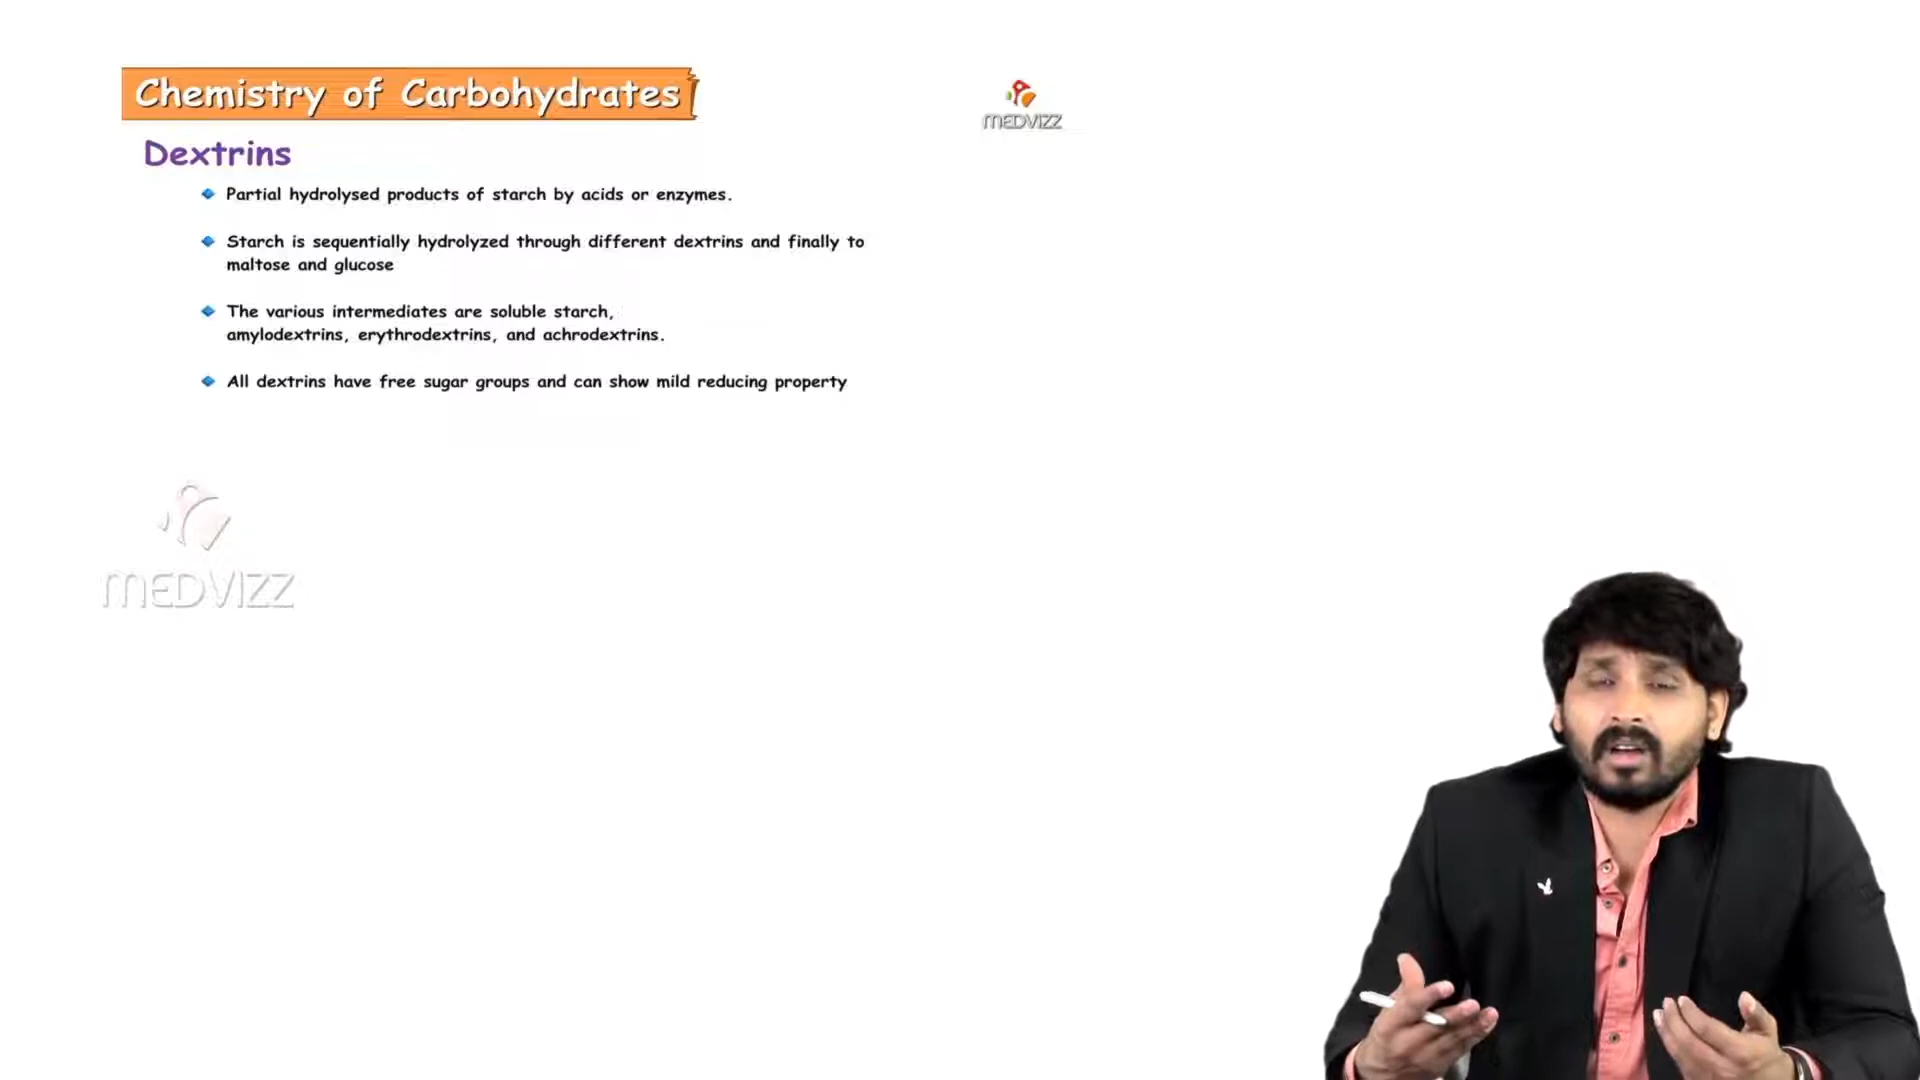 Chemistry of Carbohydrates
MEDVIZZ
Dextrins
Partial hydrolysed products of starch by acids or enzymes.
Starch is sequentially hydrolyzed through different dextrins and finally to
maltose and glucose
The various intermediates are soluble starch,
amylodextrins, erythrodextrins, and achrodextrins.
All dextrins have free sugar groups and can show mild reducing property
MEDVIZZ